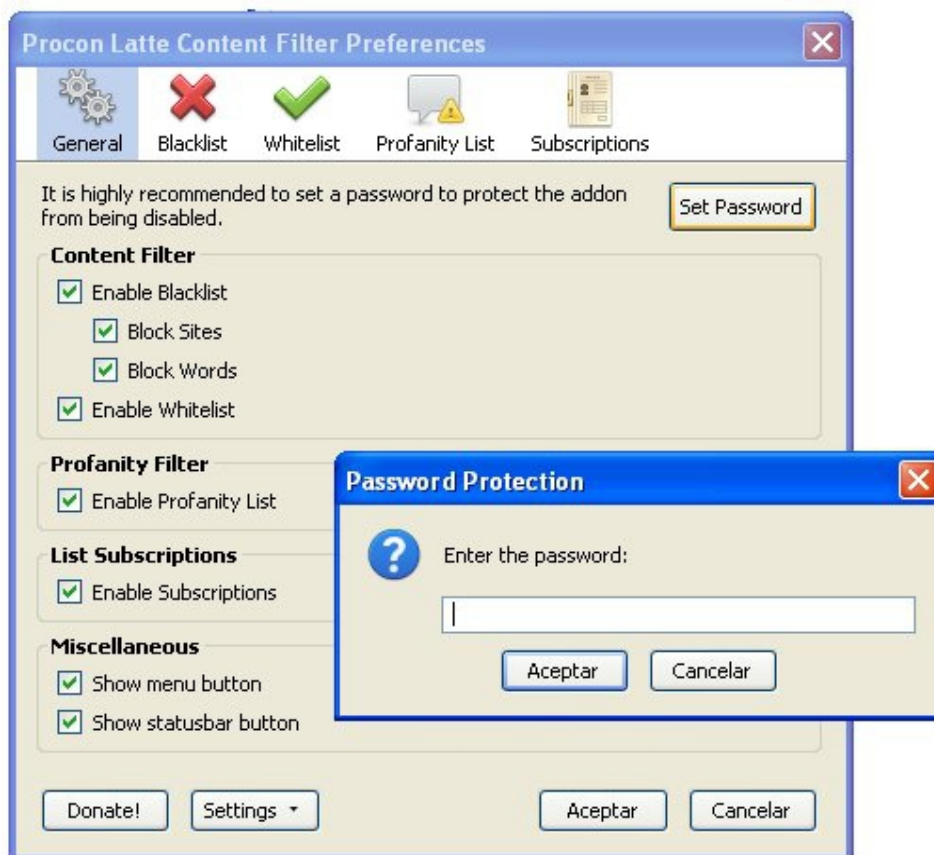 Procon Latte Content Filter Preferences
General Blacklist Whitelist Profanity List Subscriptions
It is highly recommended to set a password to protect the addon
from being disabled.
Set Password
Content Filter
Enable Blacklist
Block Sites
Block Words
Enable Whitelist
Profanity Filter
Enable Profanity List
List Subscriptions
Enable Subscriptions
Miscellaneous
Show menu button
Show statusbar button
Password Protection
Enter the password:
Aceptar Cancelar
Donate! Settings Aceptar Cancelar